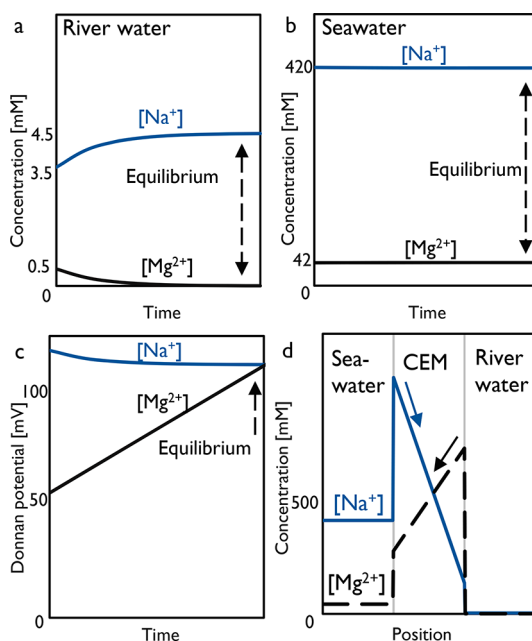 a
River water
Concentration [mM]
4.5
3.5
0.5
0
[Na⁺]
Equilibrium
[Mg²⁺]
Time
b
Seawater
Concentration [mM]
420
42
0
[Na⁺]
Equilibrium
[Mg²⁺]
Time
c
Donnan potential [mV]
100
50
0
[Na⁺]
[Mg²⁺]
Equilibrium
Time
d
Concentration [mM]
500
0
Sea-
water
CEM
River
water
[Na⁺]
[Mg²⁺]
Position